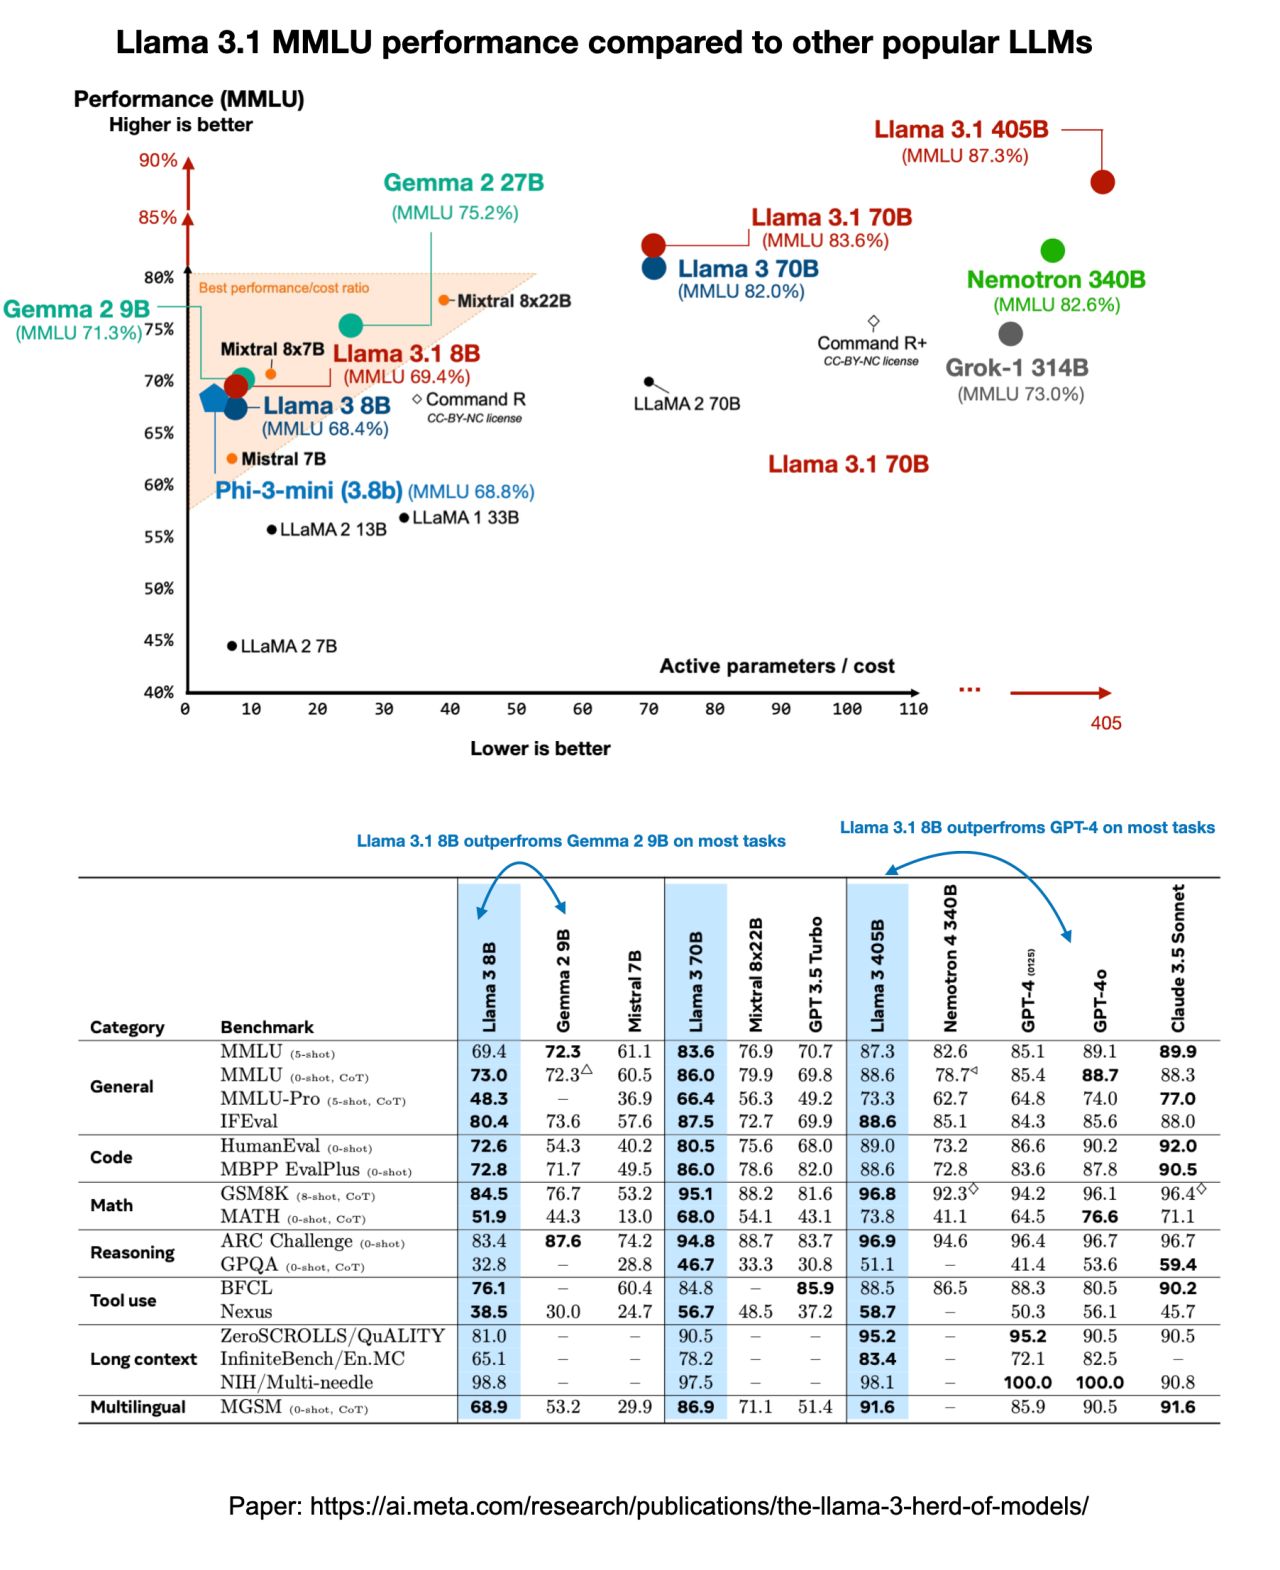 Llama 3.1 MMLU performance compared to other popular LLMs
Performance (MMLU)
Higher is better
90%
85%
80%
75%
70%
65%
60%
55%
50%
45%
40%
Best performance/cost ratio
Gemma 2 27B
(MMLU 75.2%)
Gemma 2 9B
(MMLU 71.3%)
Mixtral 8x22B
Mixtral 8x7B
Llama 3.1 8B
(MMLU 69.4%)
Llama 3 8B
(MMLU 68.4%)
Command R
CC-BY-NC license
Mistral 7B
Phi-3-mini (3.8b) (MMLU 68.8%)
LLaMA 2 13B
LLaMA 1 33B
LLaMA 2 7B
Llama 3.1 405B
(MMLU 87.3%)
Llama 3.1 70B
(MMLU 83.6%)
Llama 3 70B
(MMLU 82.0%)
Nemotron 340B
(MMLU 82.6%)
Command R+
CC-BY-NC license
Grok-1 314B
(MMLU 73.0%)
LLaMA 2 70B
Llama 3.1 70B
Active parameters / cost
0 10 20 30 40 50 60 70 80 90 100 110 ... 405
Lower is better
Llama 3.1 8B outperfroms Gemma 2 9B on most tasks
Llama 3.1 8B outperfroms GPT-4 on most tasks
Category Benchmark Llama 3 8B Gemma 2 9B Mistral 7B Llama 3 70B Mixtral 8x22B GPT 3.5 Turbo Llama 3 405B Nemotron 4 340B GPT-4 (0125) GPT-4o Claude 3.5 Sonnet
General
MMLU (5-shot) 69.4 72.3 61.1 83.6 76.9 70.7 87.3 82.6 85.1 89.1 89.9
MMLU (0-shot, CoT) 73.0 72.3△ 60.5 86.0 79.9 69.8 88.6 78.7◁ 85.4 88.7 88.3
MMLU-Pro (5-shot, CoT) 48.3 – 36.9 66.4 56.3 49.2 73.3 62.7 64.8 74.0 77.0
IFEval 80.4 73.6 57.6 87.5 72.7 69.9 88.6 85.1 84.3 85.6 88.0
Code
HumanEval (0-shot) 72.6 54.3 40.2 80.5 75.6 68.0 89.0 73.2 86.6 90.2 92.0
MBPP EvalPlus (0-shot) 72.8 71.7 49.5 86.0 78.6 82.0 88.6 72.8 83.6 87.8 90.5
Math
GSM8K (8-shot, CoT) 84.5 76.7 53.2 95.1 88.2 81.6 96.8 92.3◇ 94.2 96.1 96.4◇
MATH (0-shot, CoT) 51.9 44.3 13.0 68.0 54.1 43.1 73.8 41.1 64.5 76.6 71.1
Reasoning
ARC Challenge (0-shot) 83.4 87.6 74.2 94.8 88.7 83.7 96.9 94.6 96.4 96.7 96.7
GPQA (0-shot, CoT) 32.8 – 28.8 46.7 33.3 30.8 51.1 – 41.4 53.6 59.4
Tool use
BFCL 76.1 – 60.4 84.8 – 85.9 88.5 86.5 88.3 80.5 90.2
Nexus 38.5 30.0 24.7 56.7 48.5 37.2 58.7 – 50.3 56.1 45.7
Long context
ZeroSCROLLS/QuALITY 81.0 – – 90.5 – – 95.2 – 95.2 90.5 90.5
InfiniteBench/En.MC 65.1 – – 78.2 – – 83.4 – 72.1 82.5 –
NIH/Multi-needle 98.8 – – 97.5 – – 98.1 – 100.0 100.0 90.8
Multilingual
MGSM (0-shot, CoT) 68.9 53.2 29.9 86.9 71.1 51.4 91.6 – 85.9 90.5 91.6
Paper: https://ai.meta.com/research/publications/the-llama-3-herd-of-models/